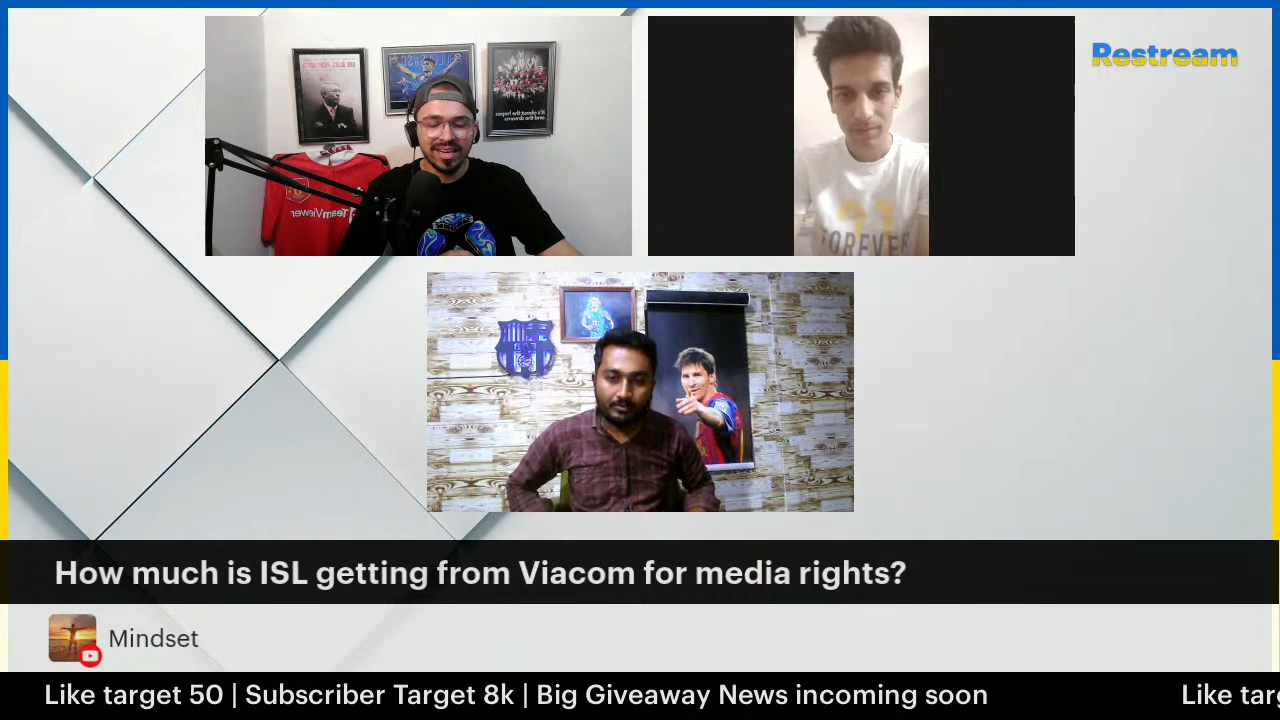 Restream
TeamViewer
21
FOREVER
How much is ISL getting from Viacom for media rights?
Mindset
Like target 50 | Subscriber Target 8k | Big Giveaway News incoming soon
Like targ